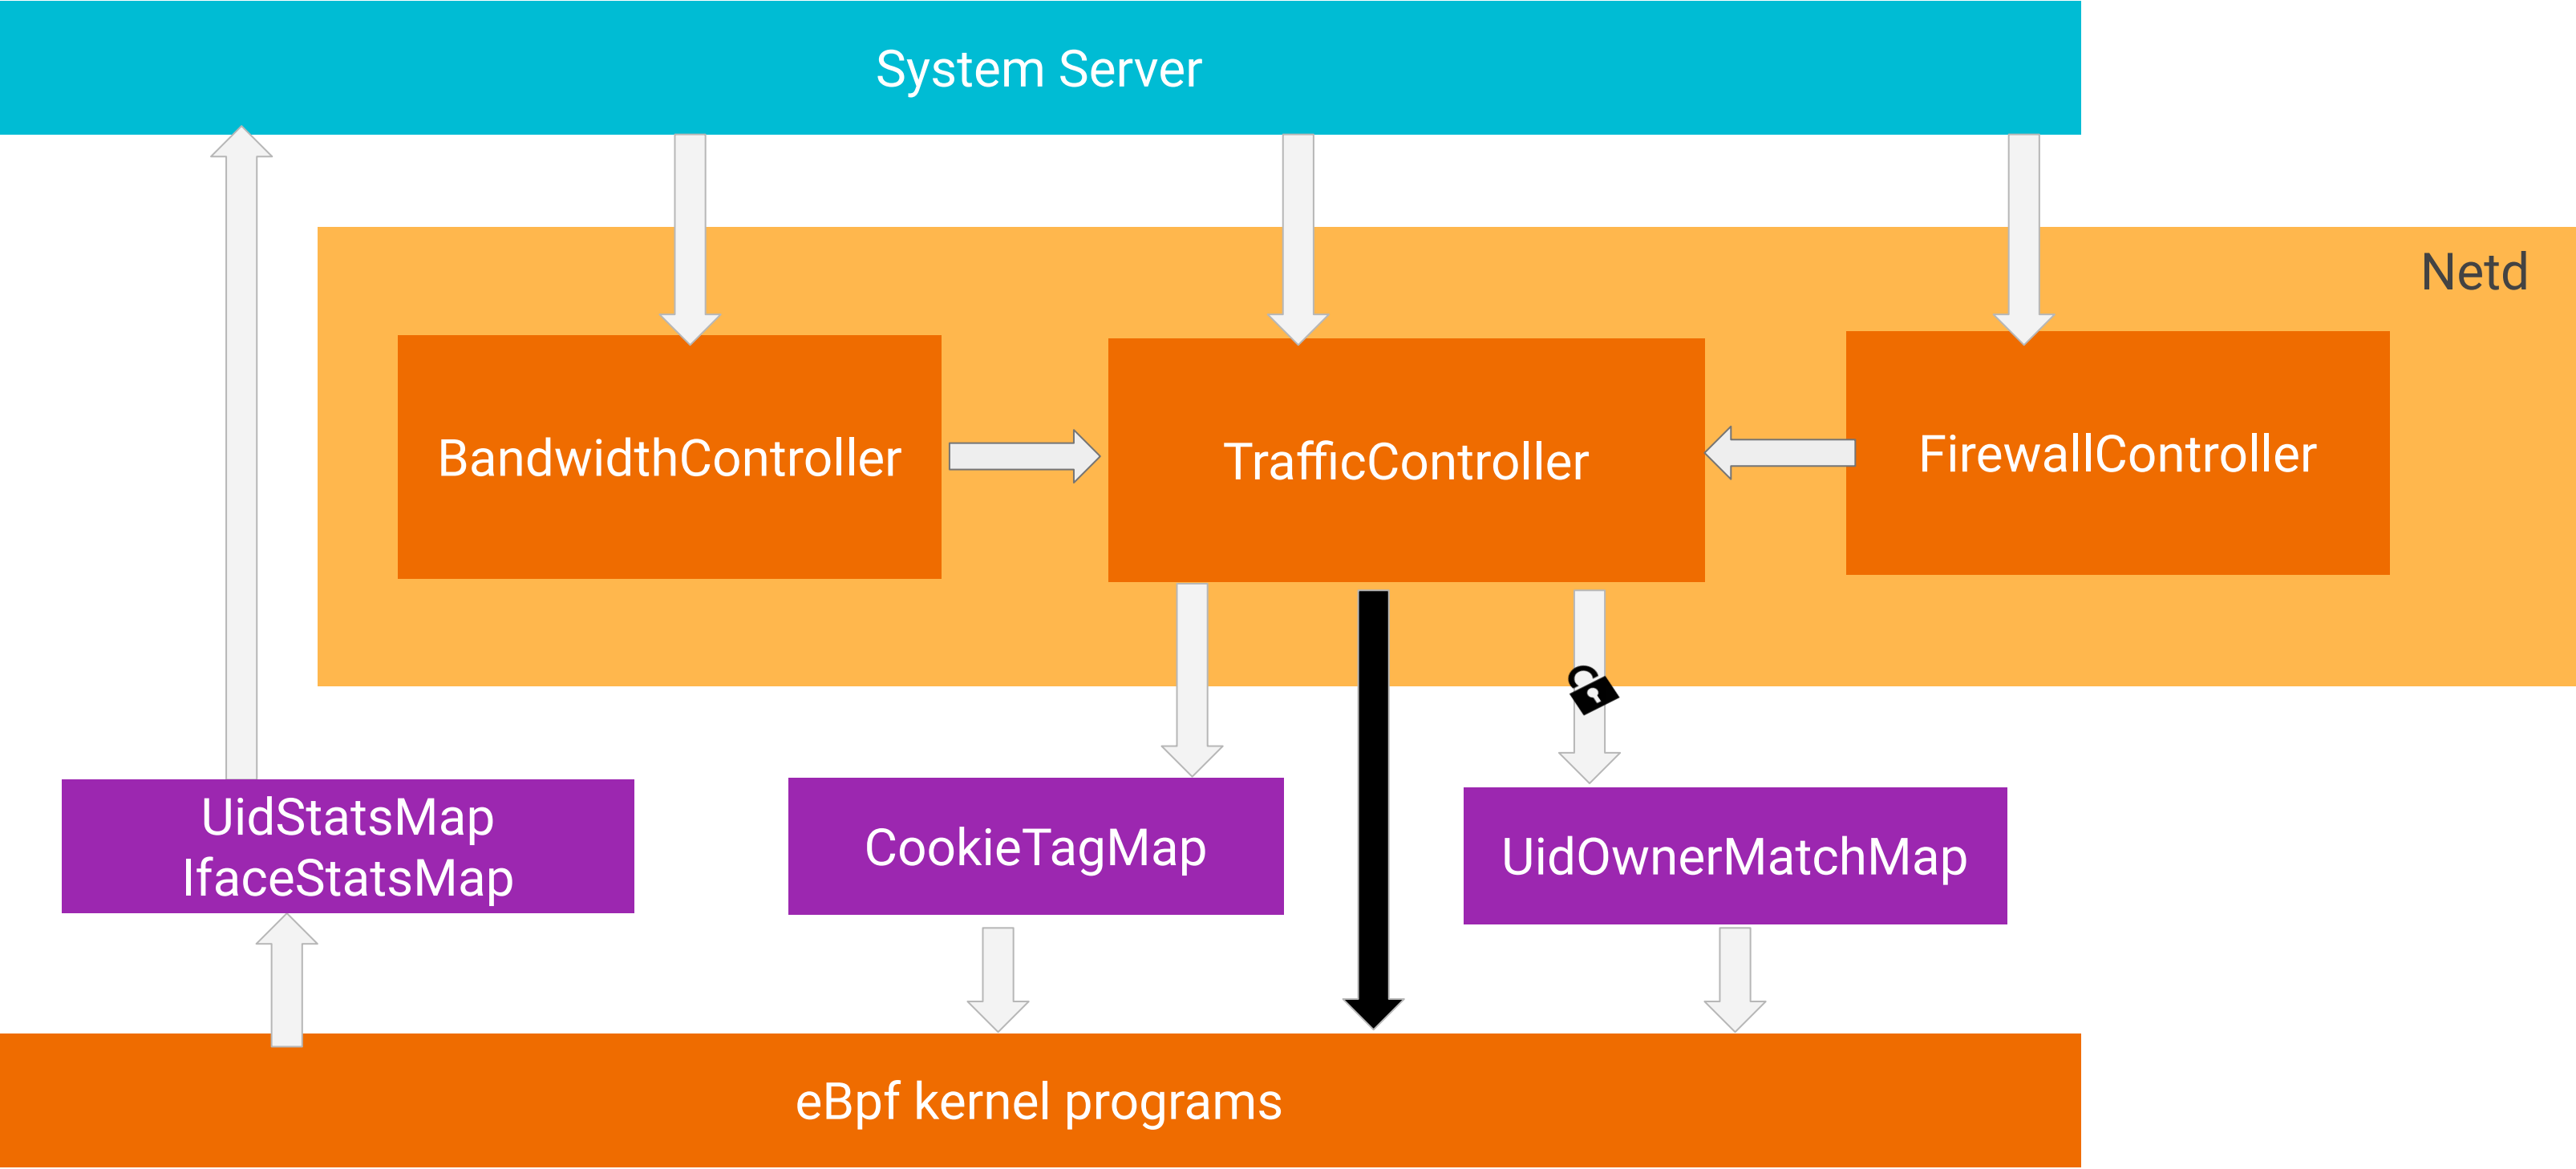 System Server
Netd
BandwidthController
TrafficController
FirewallController
UidStatsMap
IfaceStatsMap
CookieTagMap
UidOwnerMatchMap
eBpf kernel programs